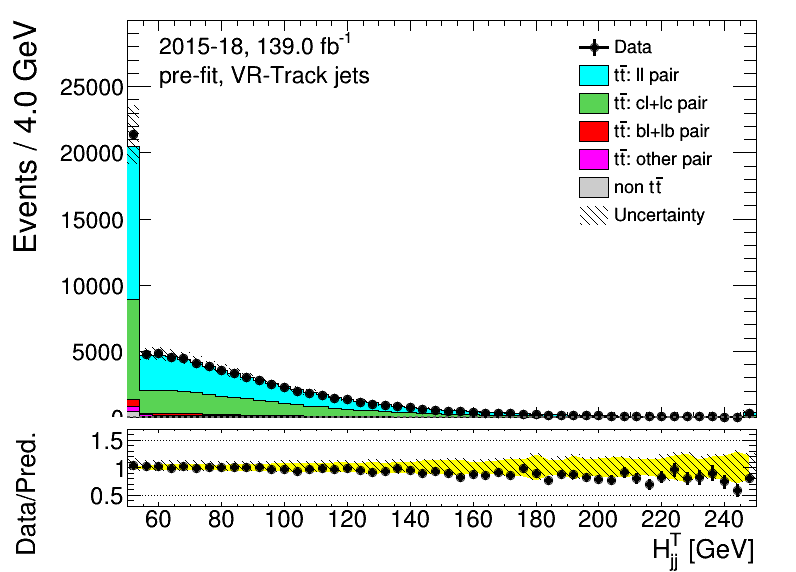 Events / 4.0 GeV
25000
20000
15000
10000
5000
0
2015-18, 139.0 fb⁻¹
pre-fit, VR-Track jets
Data
tt̄: ll pair
tt̄: cl+lc pair
tt̄: bl+lb pair
tt̄: other pair
non tt̄
Uncertainty
Data/Pred.
1.5
1
0.5
60 80 100 120 140 160 180 200 220 240
H^T_jj [GeV]